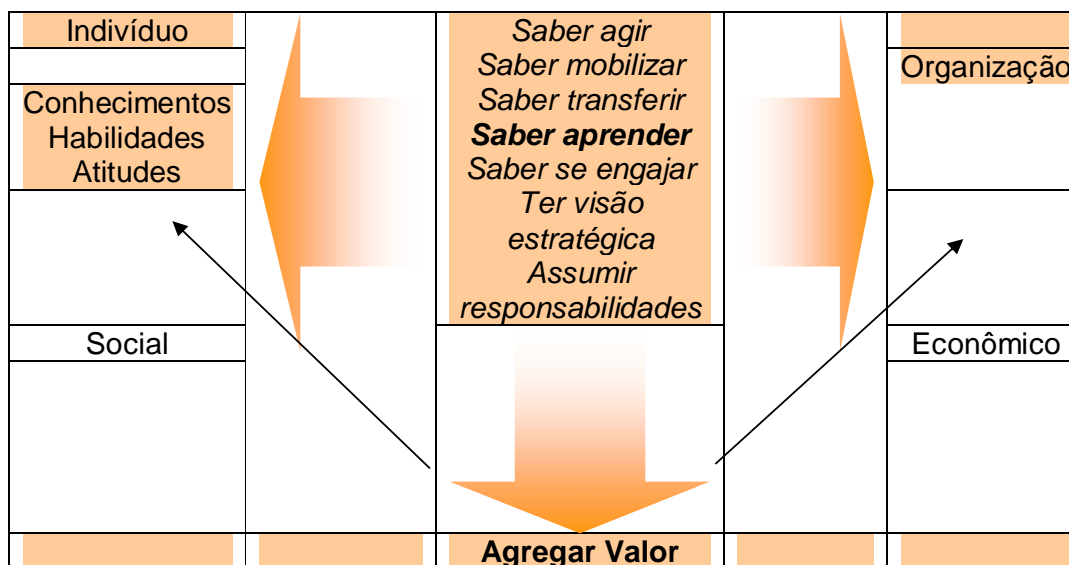 Indivíduo
Conhecimentos
Habilidades
Atitudes
Social
Saber agir
Saber mobilizar
Saber transferir
Saber aprender
Saber se engajar
Ter visão
estratégica
Assumir
responsabilidades
Organização
Econômico
Agregar Valor